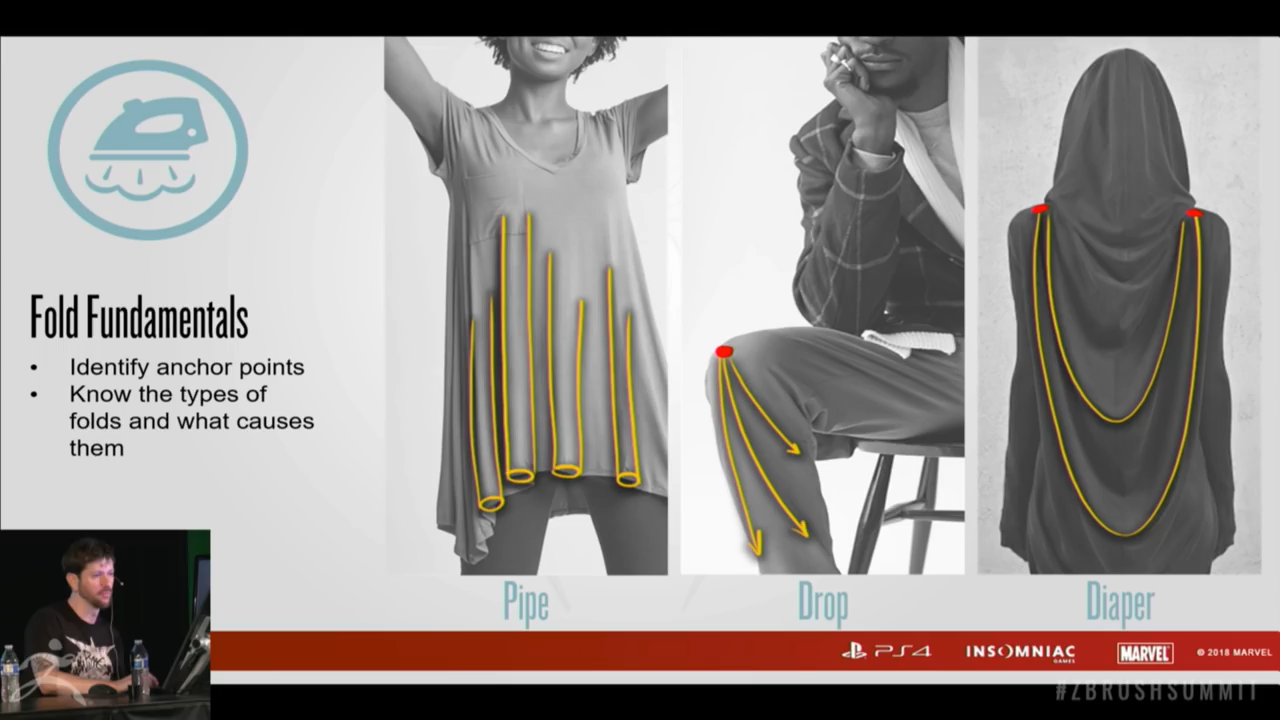 Fold Fundamentals
• Identify anchor points
• Know the types of
folds and what causes
them
Pipe
Drop
Diaper
PS4
INSOMNIAC
GAMES
MARVEL
© 2018 MARVEL
#ZBRUSHSUMMIT